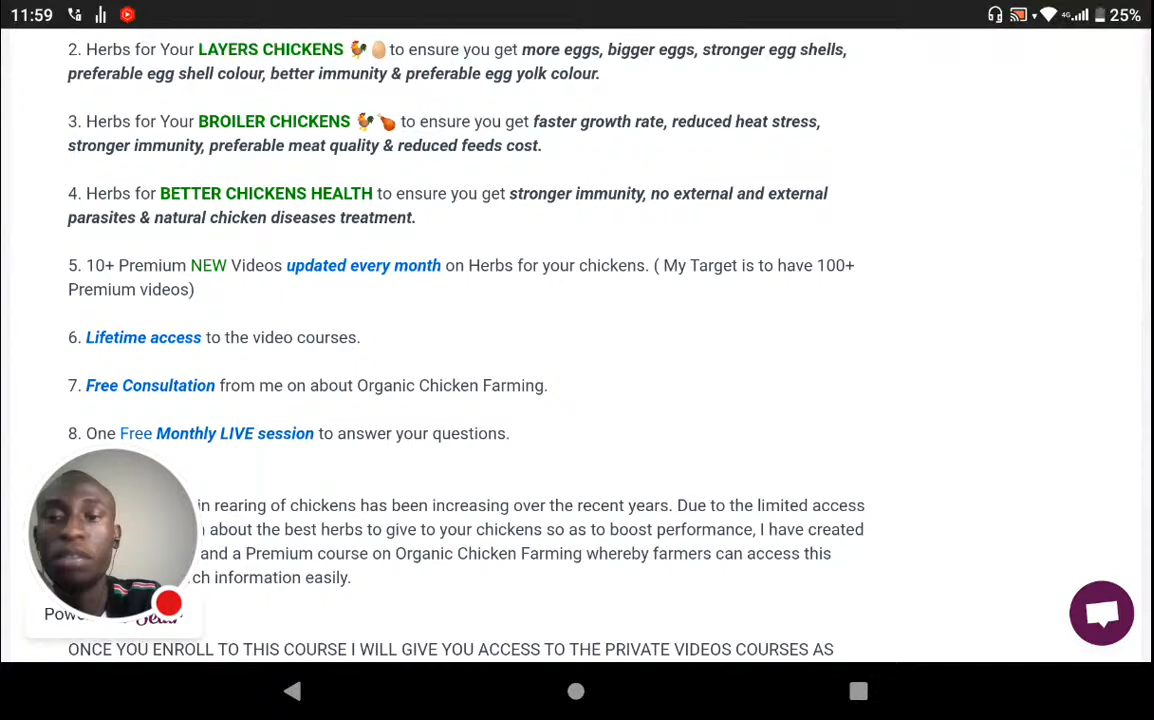 11:59
4G
25%
2. Herbs for Your LAYERS CHICKENS 🐓🥚to ensure you get more eggs, bigger eggs, stronger egg shells,
preferable egg shell colour, better immunity & preferable egg yolk colour.
3. Herbs for Your BROILER CHICKENS 🐓🍗 to ensure you get faster growth rate, reduced heat stress,
stronger immunity, preferable meat quality & reduced feeds cost.
4. Herbs for BETTER CHICKENS HEALTH to ensure you get stronger immunity, no external and external
parasites & natural chicken diseases treatment.
5. 10+ Premium NEW Videos updated every month on Herbs for your chickens. ( My Target is to have 100+
Premium videos)
6. Lifetime access to the video courses.
7. Free Consultation from me on about Organic Chicken Farming.
8. One Free Monthly LIVE session to answer your questions.
in rearing of chickens has been increasing over the recent years. Due to the limited access
about the best herbs to give to your chickens so as to boost performance, I have created
and a Premium course on Organic Chicken Farming whereby farmers can access this
information easily.
ONCE YOU ENROLL TO THIS COURSE I WILL GIVE YOU ACCESS TO THE PRIVATE VIDEOS COURSES AS